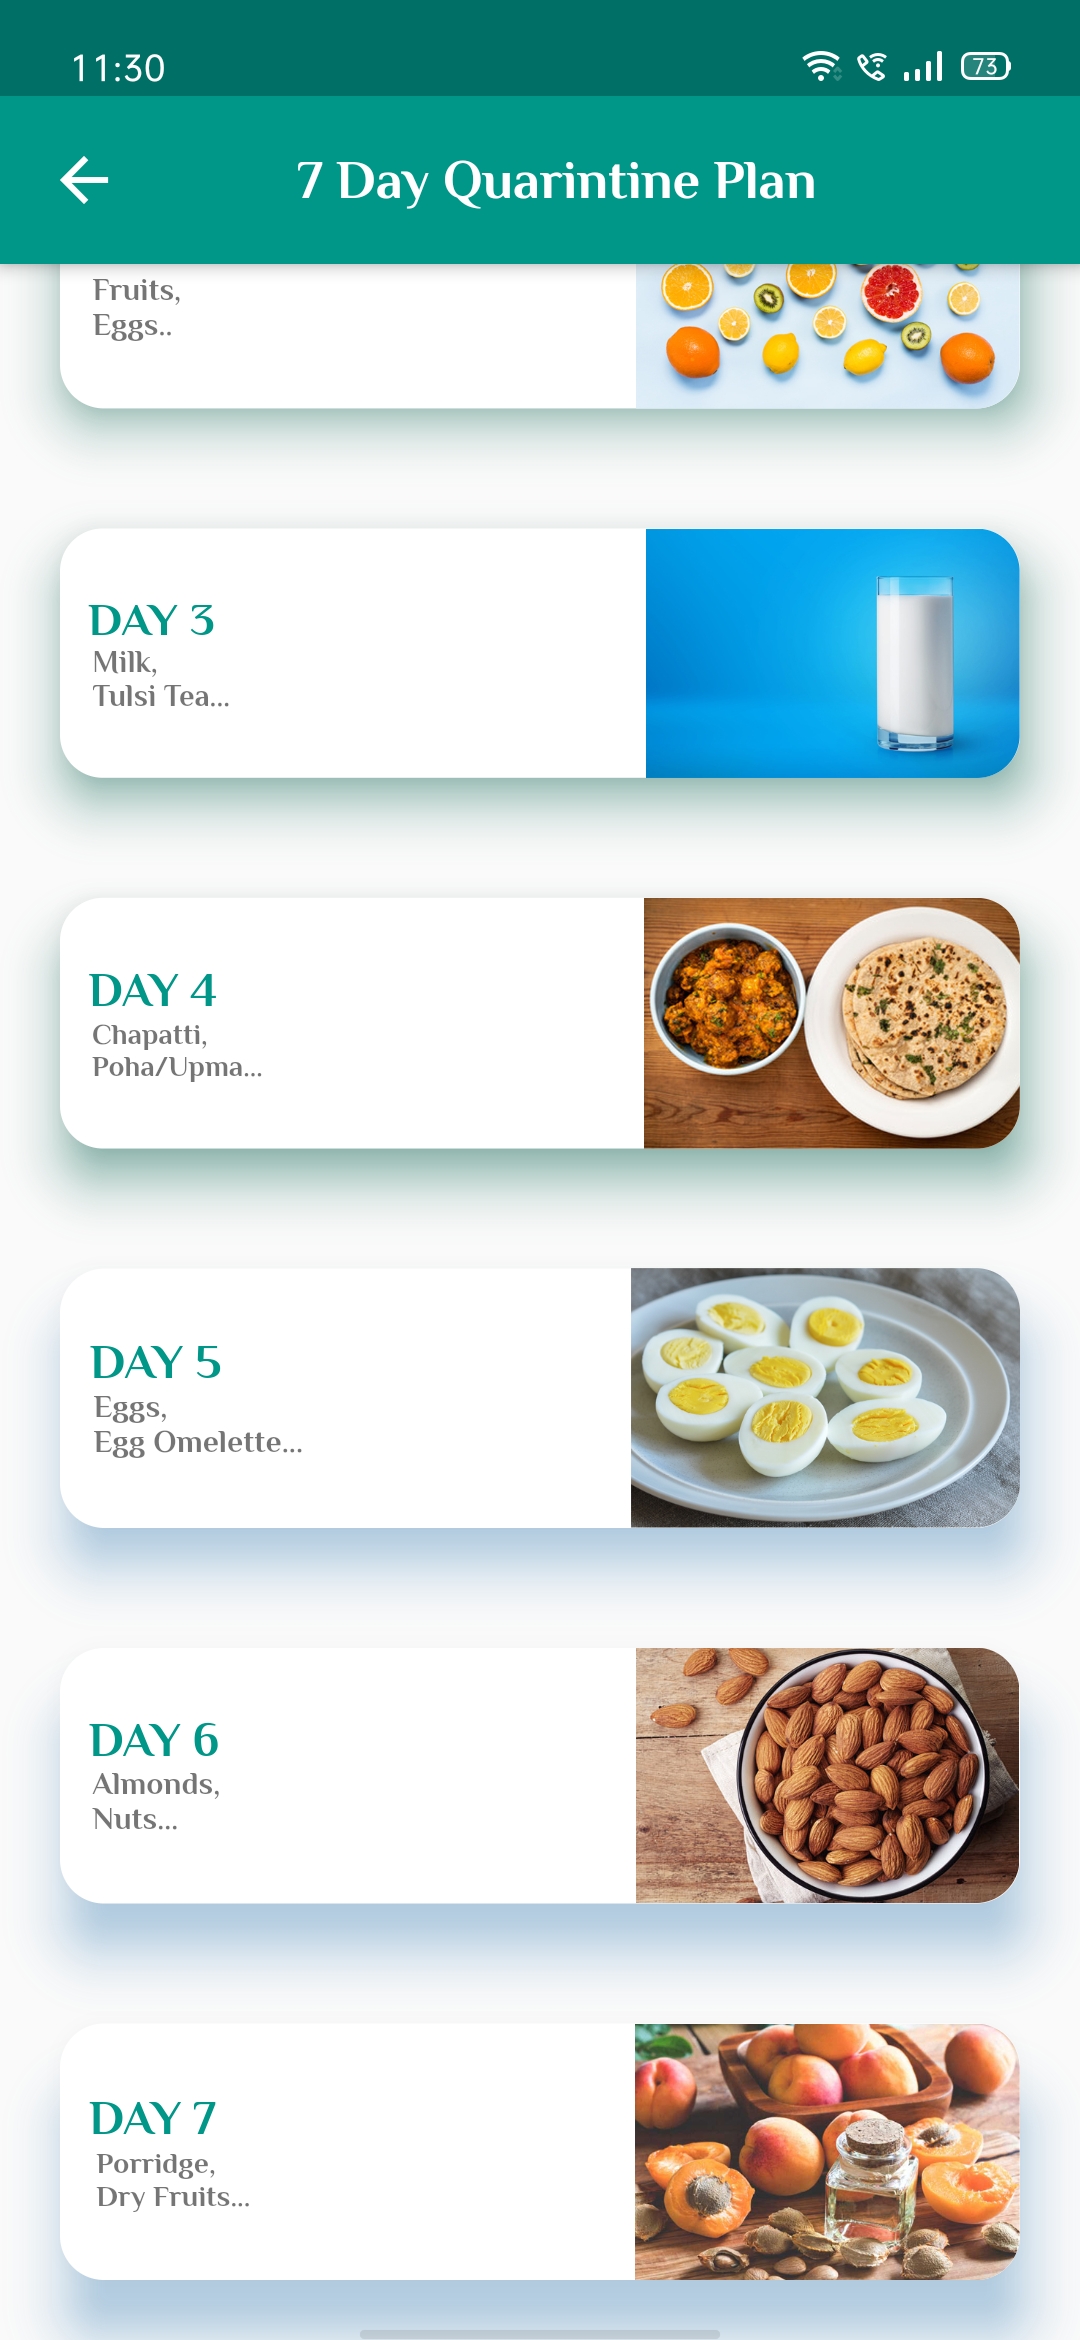 11:30
73
7 Day Quarintine Plan
Fruits,
Eggs..
DAY 3
Milk,
Tulsi Tea...
DAY 4
Chapatti,
Poha/Upma...
DAY 5
Eggs,
Egg Omelette...
DAY 6
Almonds,
Nuts...
DAY 7
Porridge,
Dry Fruits...